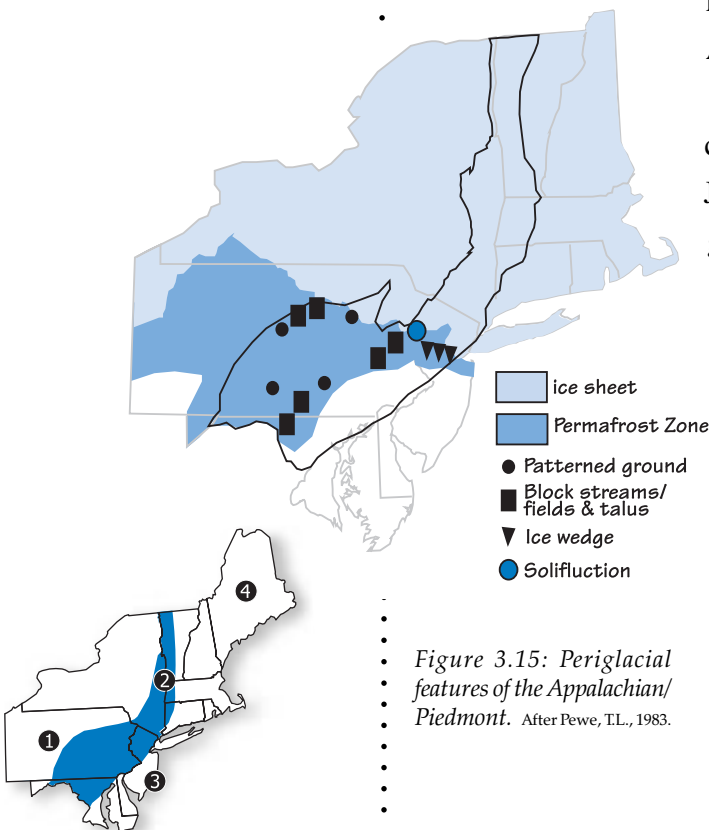 ice sheet
Permafrost Zone
Patterned ground
Block streams/
fields & talus
Ice wedge
Solifluction
4
2
1
3
Figure 3.15: Periglacial
features of the Appalachian/
Piedmont. After Pewe, T.L., 1983.